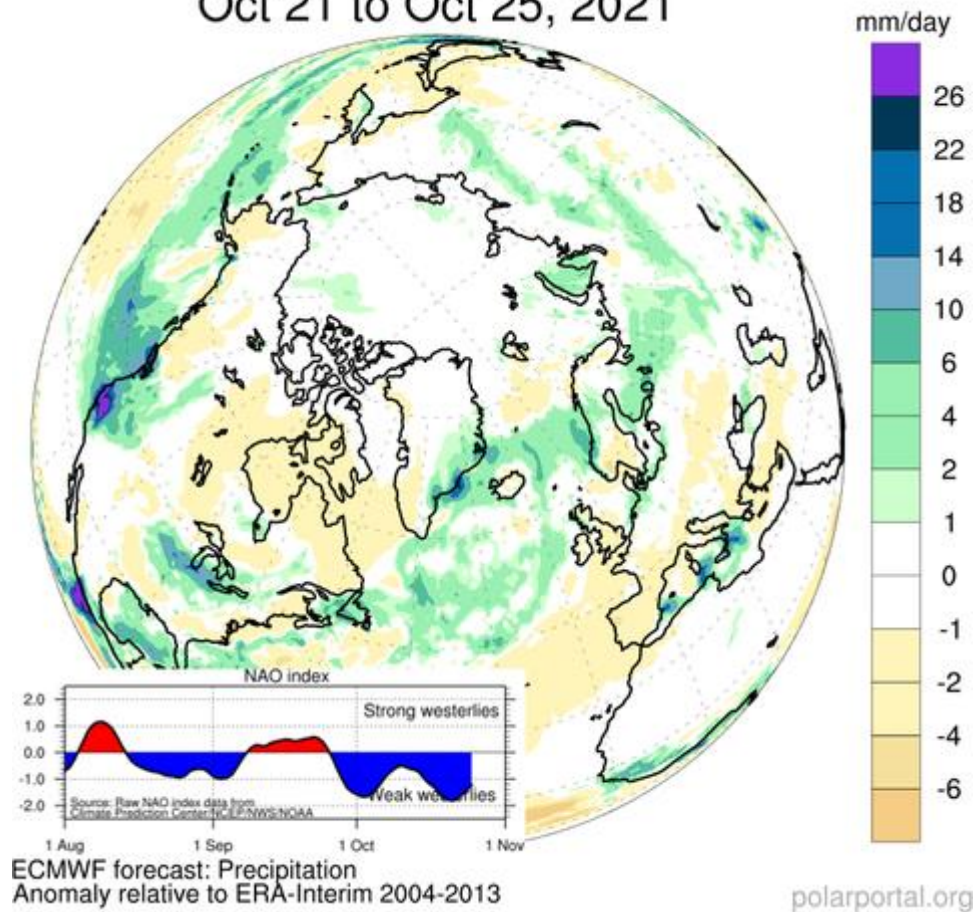 Oct 21 to Oct 25, 2021
mm/day
26
22
18
14
10
6
4
2
1
0
-1
-2
-4
-6
NAO index
2.0
1.0
0.0
-1.0
-2.0
Strong westerlies
Weak westerlies
Source: Raw NAO index data from
Climate Prediction Center/NCEP/NWS/NOAA
1 Aug
1 Sep
1 Oct
1 Nov
ECMWF forecast: Precipitation
Anomaly relative to ERA-Interim 2004-2013
polarportal.org